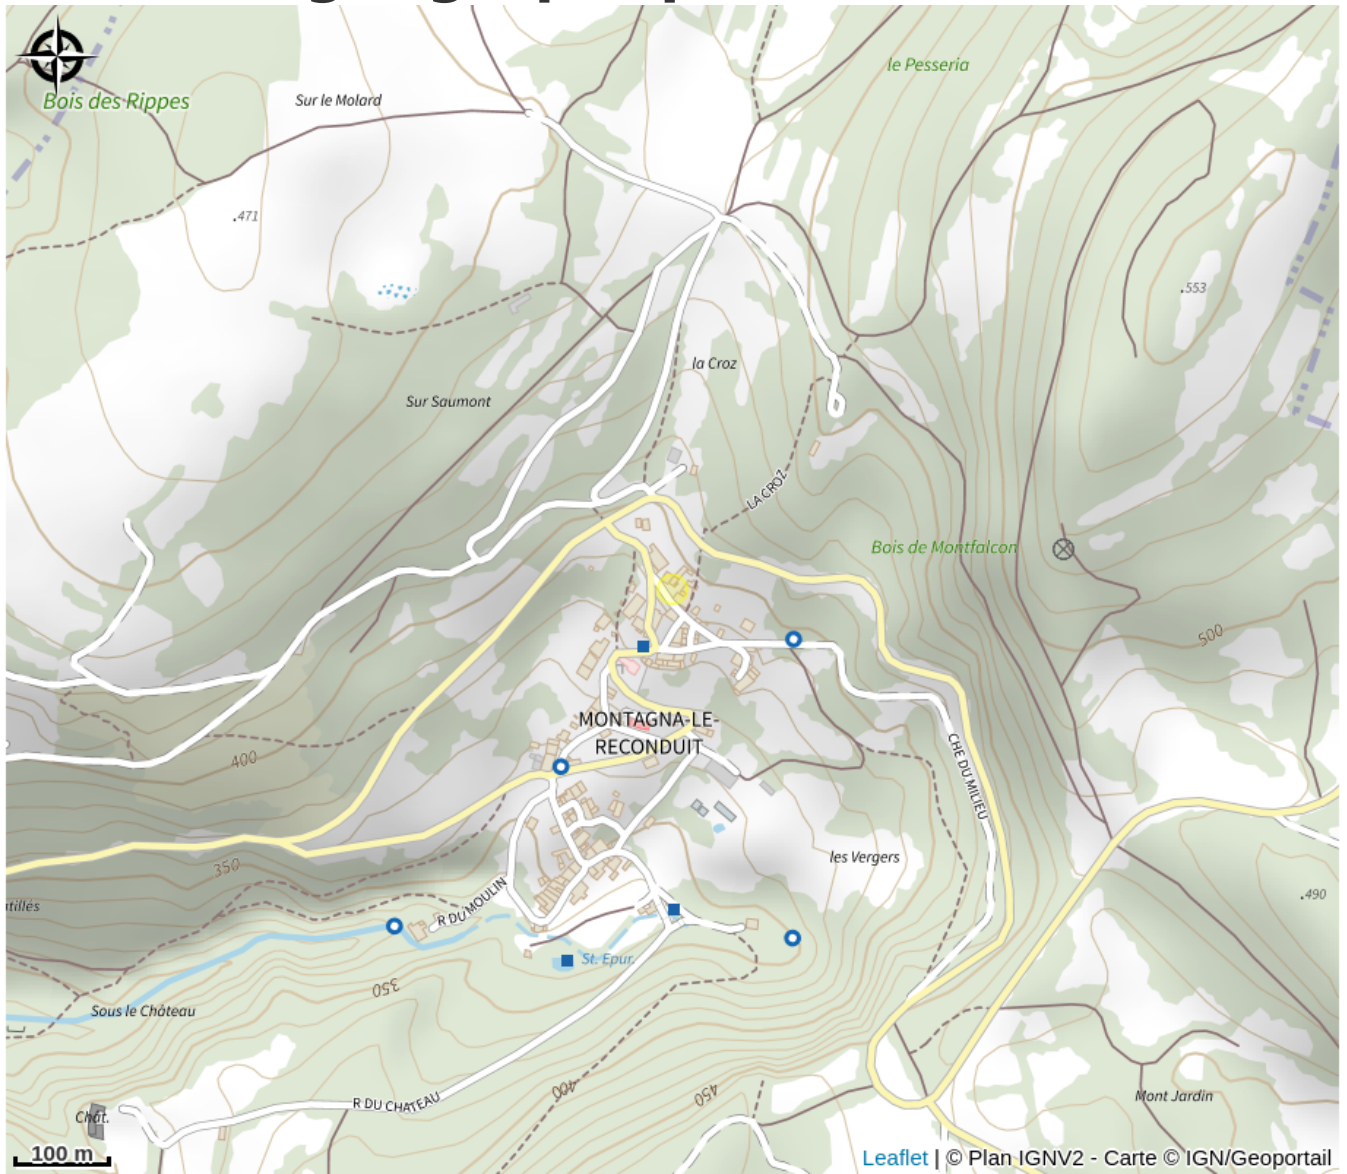 le Pesseria
Bois des Rippes
Sur le Molard
.471
.553
la Croz
Sur Saumont
LA CROZ
Bois de Montfalcon
500
MONTAGNA-LE-
RECONDUIT
400
CHE DU MILIEU
les Vergers
350
R DU MOULIN
.490
St. Epur.
350
Sous le Château
400
450
Mont Jardin
R DU CHATEAU
Chât.
100 m
Leaflet | © Plan IGNV2 - Carte © IGN/Geoportail